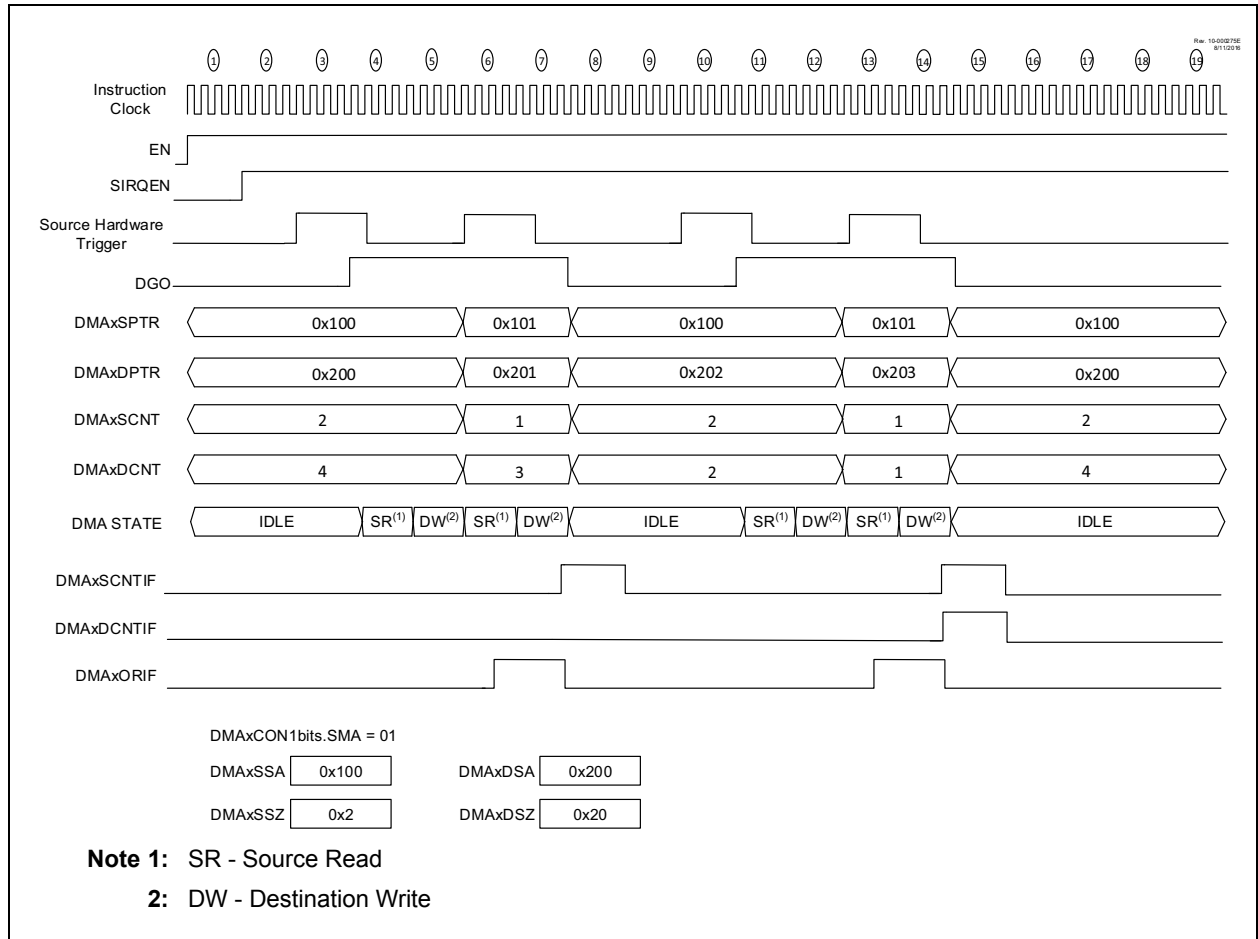 Rev. 10-000275E
8/11/2016
1 2 3 4 5 6 7 8 9 10 11 12 13 14 15 16 17 18 19
Instruction
Clock
EN
SIRQEN
Source Hardware
Trigger
DGO
DMAxSPTR 0x100 0x101 0x100 0x101 0x100
DMAxDPTR 0x200 0x201 0x202 0x203 0x200
DMAxSCNT 2 1 2 1 2
DMAxDCNT 4 3 2 1 4
DMA STATE IDLE SR(1) DW(2) SR(1) DW(2) IDLE SR(1) DW(2) SR(1) DW(2) IDLE
DMAxSCNTIF
DMAxDCNTIF
DMAxORIF
DMAxCON1bits.SMA = 01
DMAxSSA 0x100 DMAxDSA 0x200
DMAxSSZ 0x2 DMAxDSZ 0x20
Note 1: SR - Source Read
2: DW - Destination Write